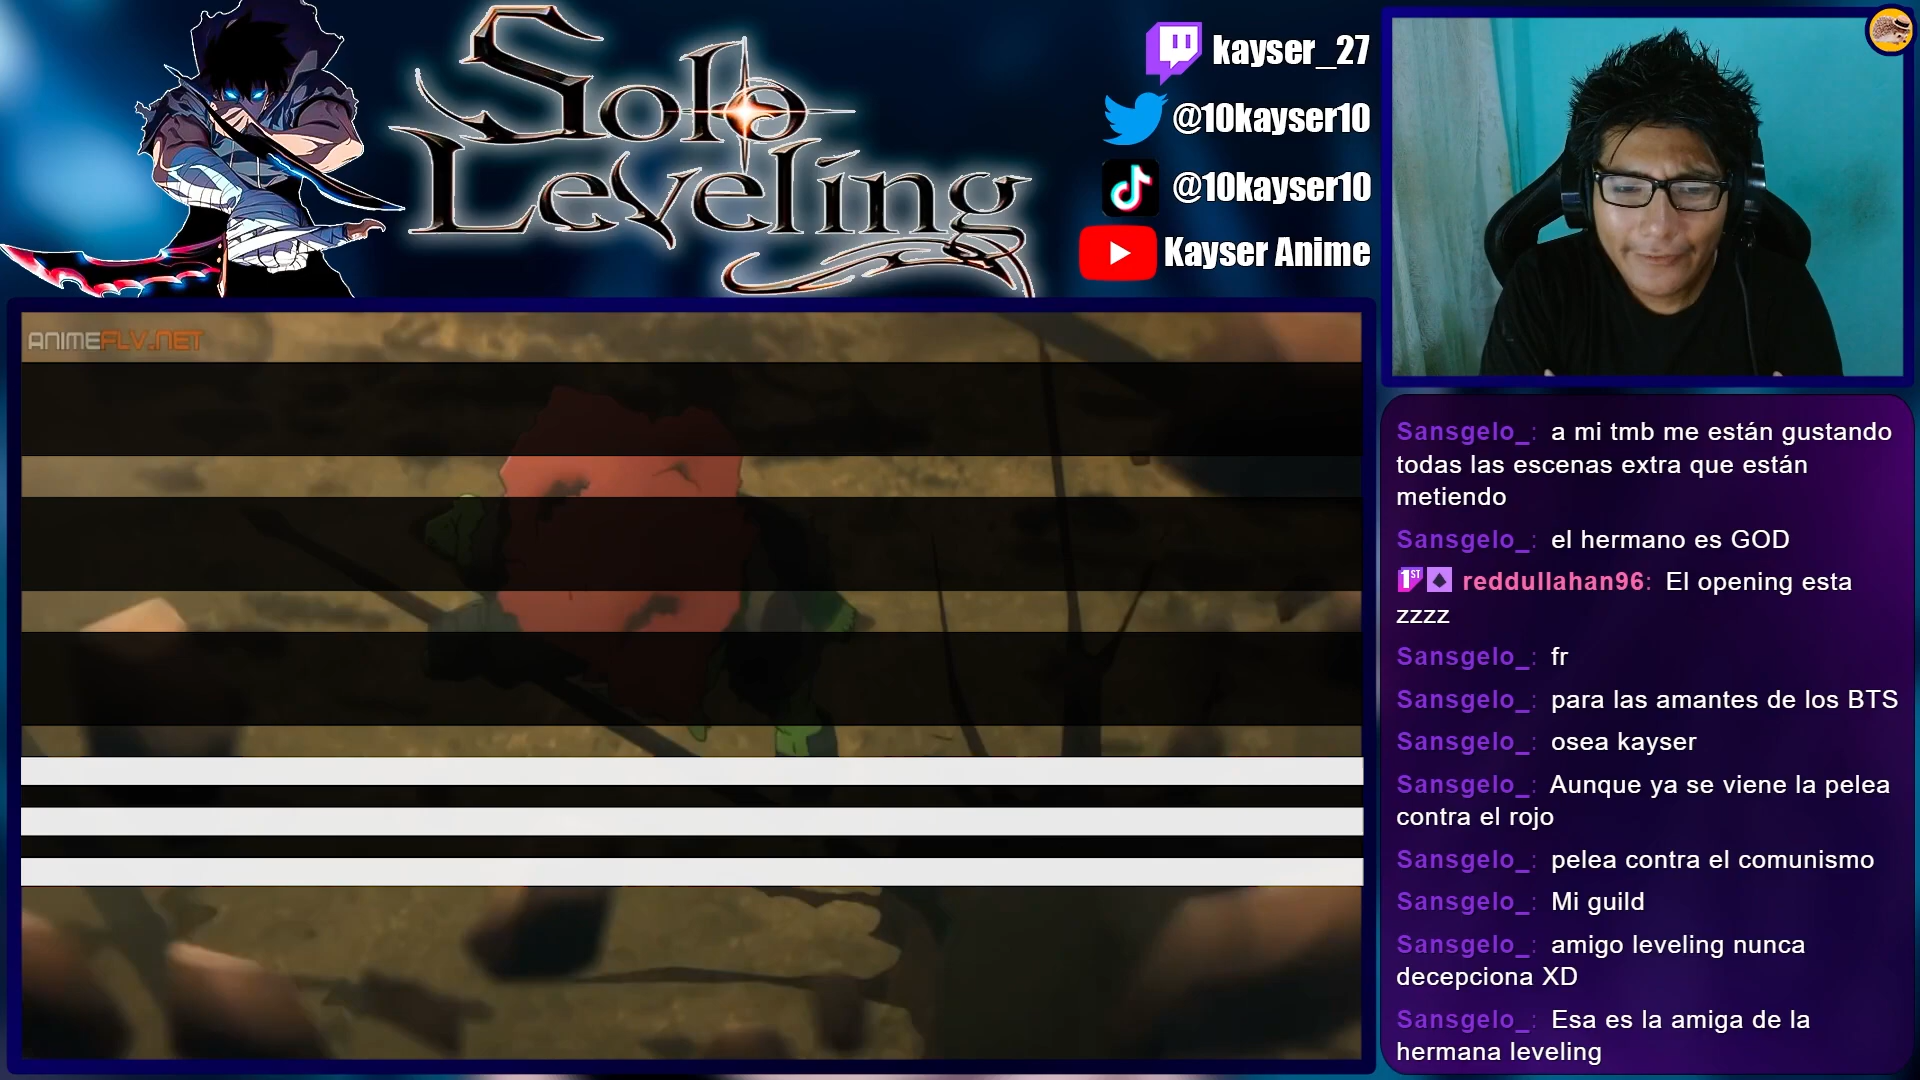 Solo
Leveling
kayser_27
@10kayser10
@10kayser10
Kayser Anime
ANIMEFLV.NET
Sansgelo_: a mi tmb me están gustando
todas las escenas extra que están
metiendo
Sansgelo_: el hermano es GOD
1ST reddullahan96: El opening esta
zzzz
Sansgelo_: fr
Sansgelo_: para las amantes de los BTS
Sansgelo_: osea kayser
Sansgelo_: Aunque ya se viene la pelea
contra el rojo
Sansgelo_: pelea contra el comunismo
Sansgelo_: Mi guild
Sansgelo_: amigo leveling nunca
decepciona XD
Sansgelo_: Esa es la amiga de la
hermana leveling